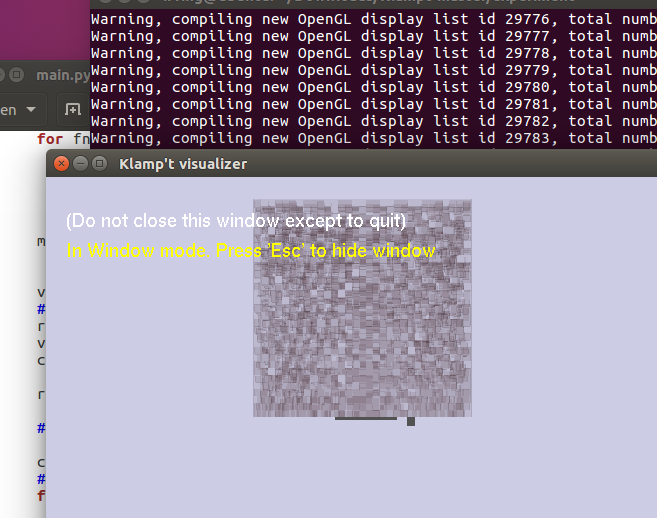 Warning, compiling new OpenGL display list id 29776, total numb
Warning, compiling new OpenGL display list id 29777, total numb
Warning, compiling new OpenGL display list id 29778, total numb
main.py
Warning, compiling new OpenGL display list id 29779, total numb
Warning, compiling new OpenGL display list id 29780, total numb
en
Warning, compiling new OpenGL display list id 29781, total numb
Warning, compiling new OpenGL display list id 29782, total numb
for fn
Warning, compiling new OpenGL display list id 29783, total numb
Klamp't visualizer
(Do not close this window except to quit)
In Window mode. Press 'Esc' to hide window
m
v
#
r
v
c
r
#
c
#
f